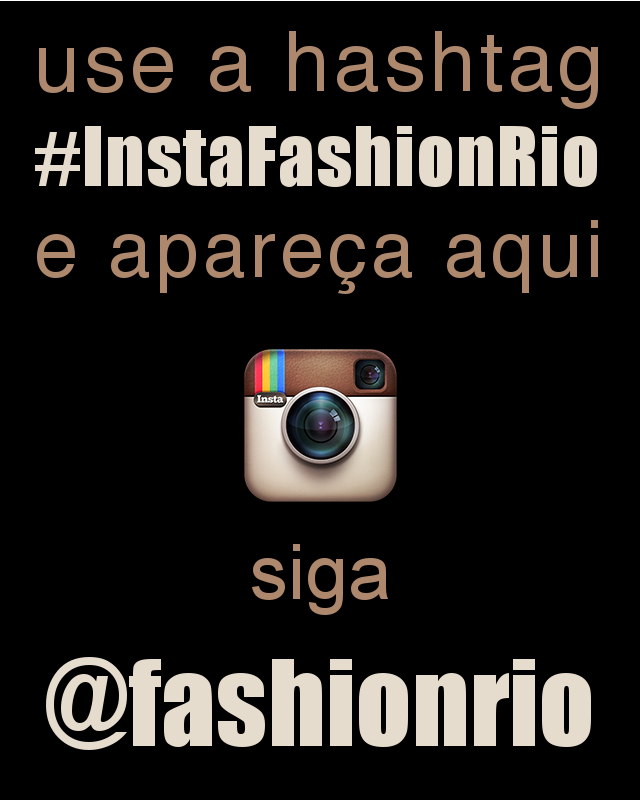 use a hashtag
#InstaFashionRio
e apareça aqui
Insta
siga
@fashionrio